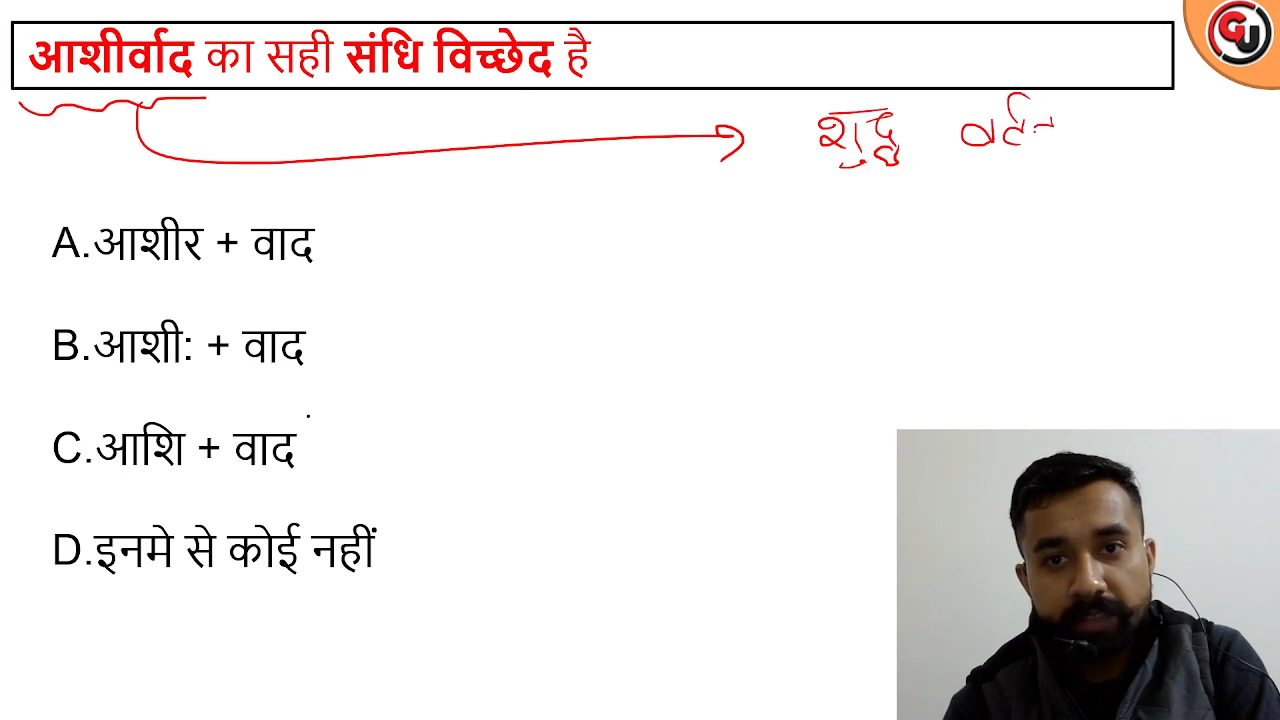 आशीर्वाद का सही संधि विच्छेद है
शुद्ध
A.आशीर + वाद
B.आशी: + वाद
C.आशि + वाद
D.इनमे से कोई नहीं